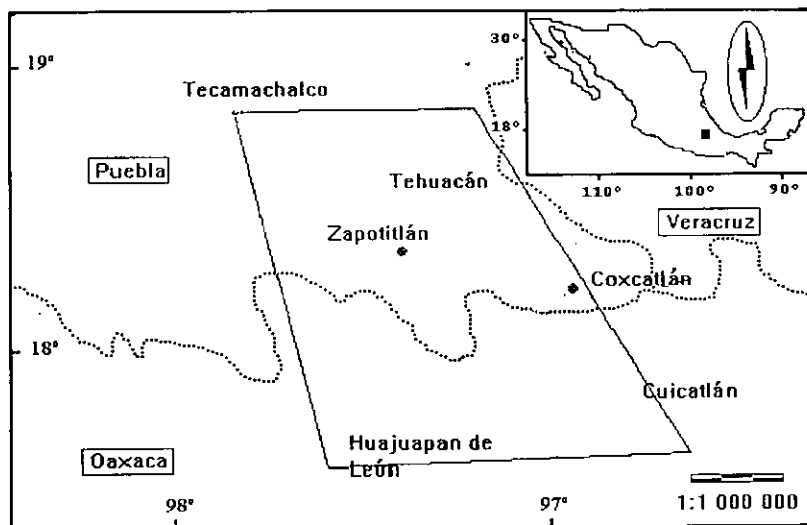 19°
Tecamachalco
30°
18°
110° 100° 90°
Puebla
Tehuacán
Veracruz
Zapotitlán
Coxcatlán
18°
Cuicatlán
Huajuapan de
León
Oaxaca
98° 97°
1:1 000 000